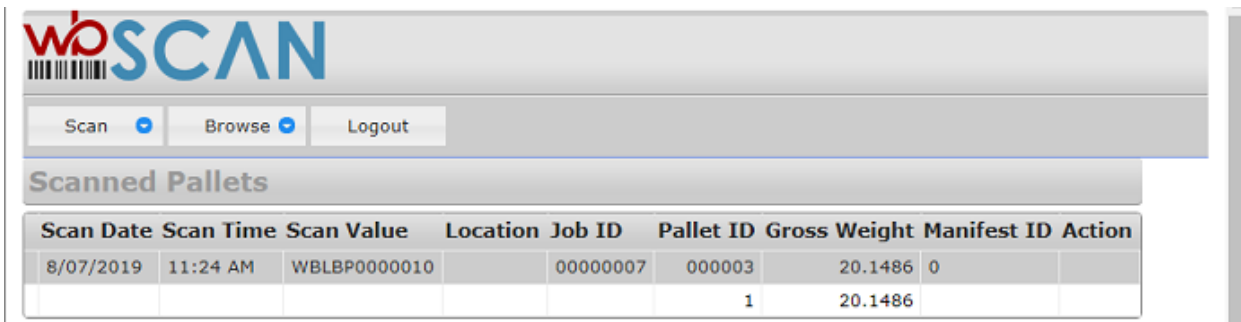 wbSCAN
Scan Browse Logout
Scanned Pallets
Scan Date Scan Time Scan Value Location Job ID Pallet ID Gross Weight Manifest ID Action
8/07/2019 11:24 AM WBLBP0000010 00000007 000003 20.1486 0
1 20.1486